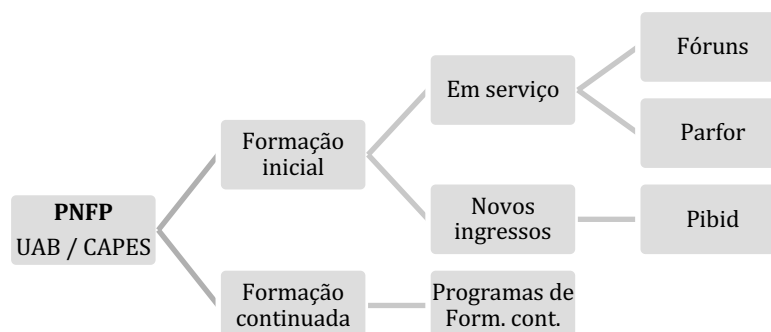 PNFP
UAB / CAPES
Formação
inicial
Em serviço
Fóruns
Parfor
Novos
ingressos
Pibid
Formação
continuada
Programas de
Form. cont.